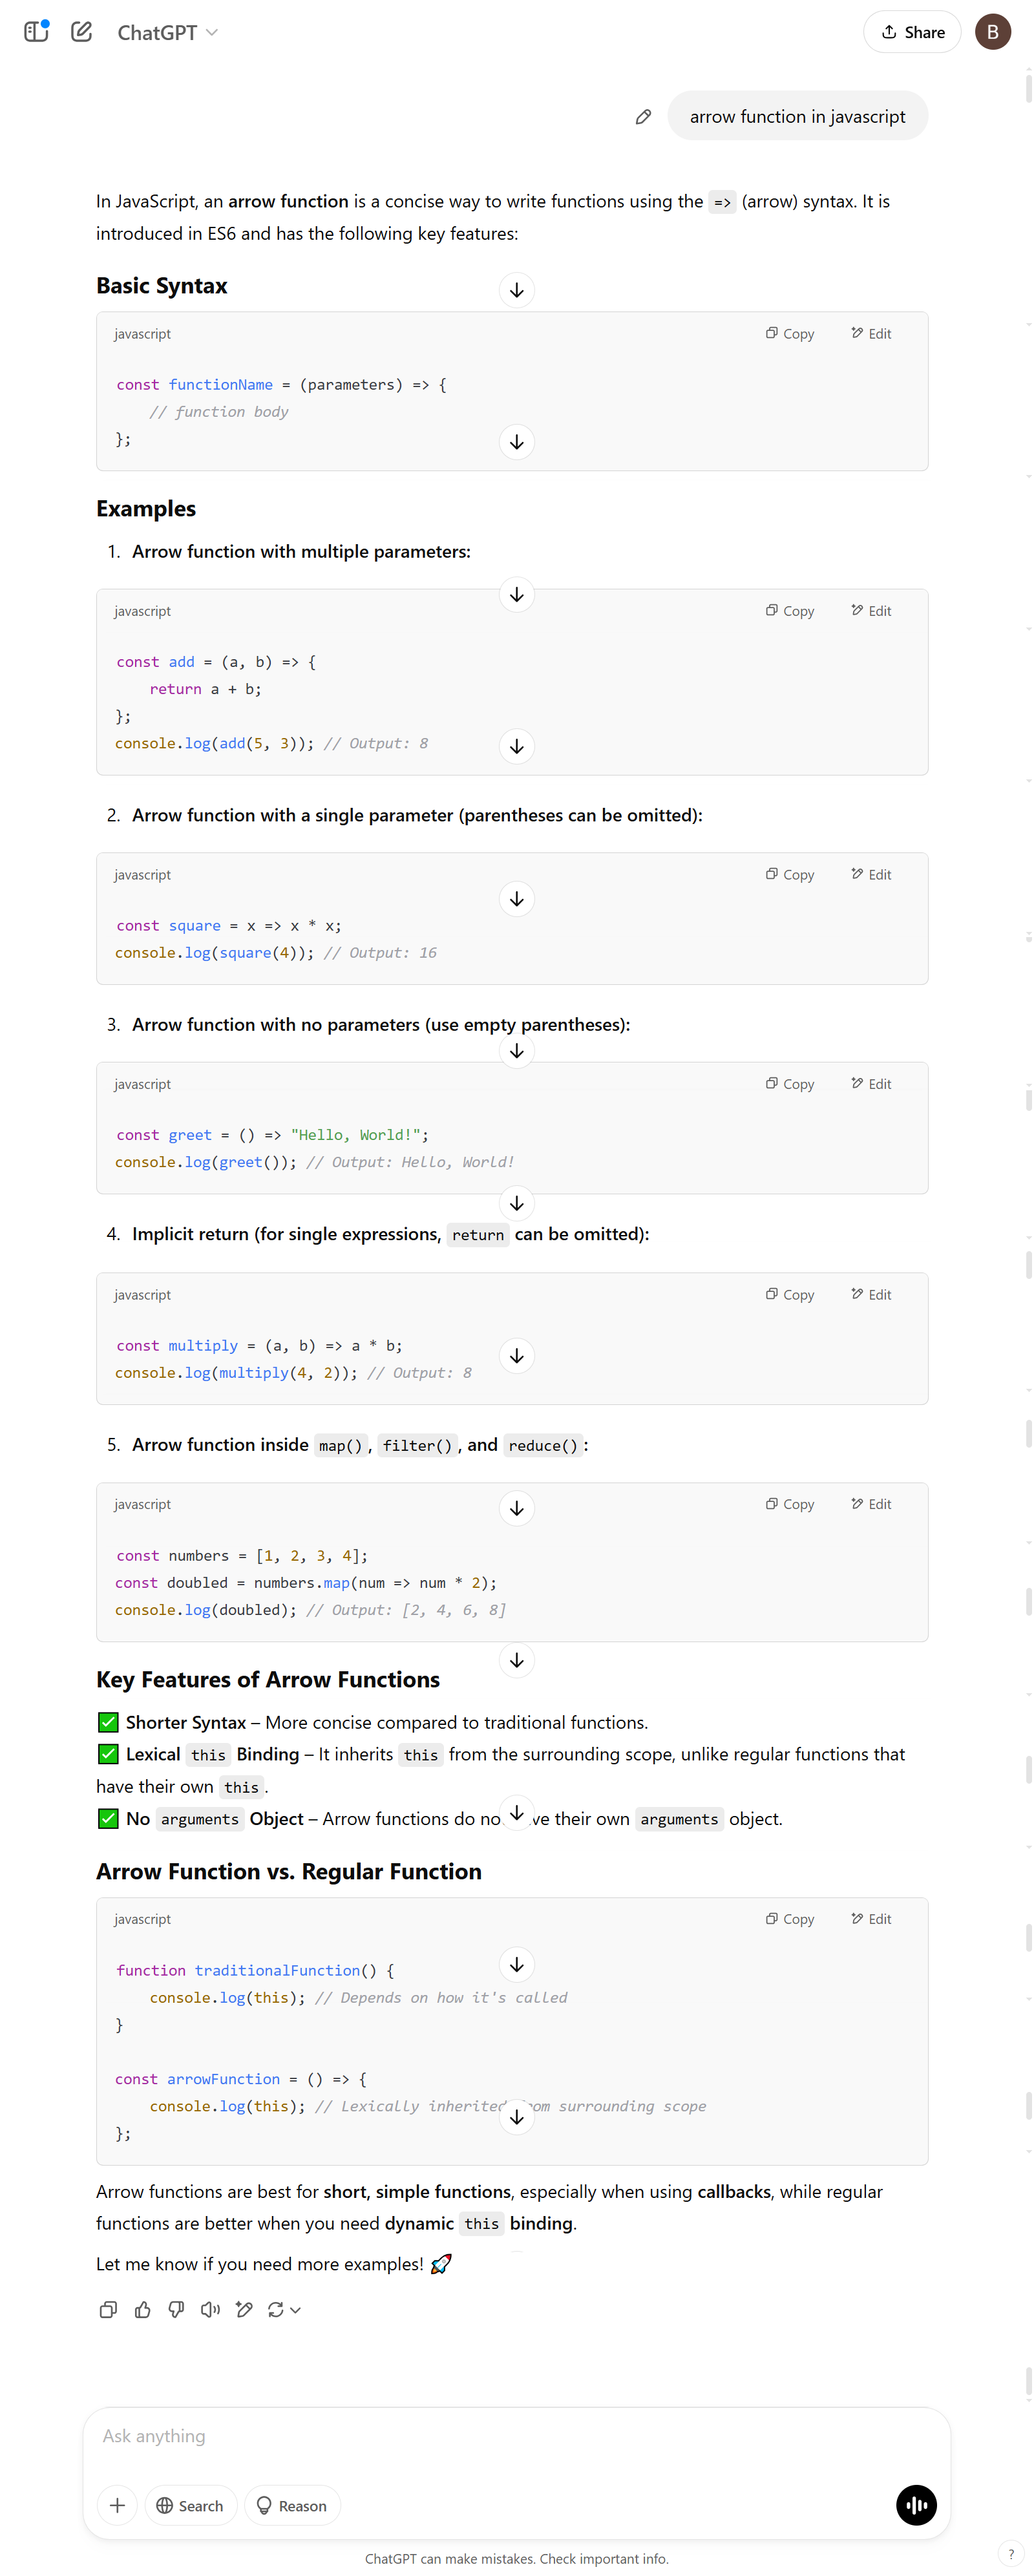 ChatGPT
Share
B
arrow function in javascript
In JavaScript, an arrow function is a concise way to write functions using the => (arrow) syntax. It is
introduced in ES6 and has the following key features:
Basic Syntax
javascript
Copy
Edit
const functionName = (parameters) => {
    // function body
};
Examples
1. Arrow function with multiple parameters:
javascript
Copy
Edit
const add = (a, b) => {
    return a + b;
};
console.log(add(5, 3)); // Output: 8
2. Arrow function with a single parameter (parentheses can be omitted):
javascript
Copy
Edit
const square = x => x * x;
console.log(square(4)); // Output: 16
3. Arrow function with no parameters (use empty parentheses):
javascript
Copy
Edit
const greet = () => "Hello, World!";
console.log(greet()); // Output: Hello, World!
4. Implicit return (for single expressions, return can be omitted):
javascript
Copy
Edit
const multiply = (a, b) => a * b;
console.log(multiply(4, 2)); // Output: 8
5. Arrow function inside map(), filter(), and reduce():
javascript
Copy
Edit
const numbers = [1, 2, 3, 4];
const doubled = numbers.map(num => num * 2);
console.log(doubled); // Output: [2, 4, 6, 8]
Key Features of Arrow Functions
✅ Shorter Syntax – More concise compared to traditional functions.
✅ Lexical this Binding – It inherits this from the surrounding scope, unlike regular functions that
have their own this.
✅ No arguments Object – Arrow functions do their own arguments object.
Arrow Function vs. Regular Function
javascript
Copy
Edit
function traditionalFunction() {
    console.log(this); // Depends on how it's called
}
const arrowFunction = () => {
    console.log(this); // Lexically inherited surrounding scope
};
Arrow functions are best for short, simple functions, especially when using callbacks, while regular
functions are better when you need dynamic this binding.
Let me know if you need more examples! 🚀
Ask anything
Search
Reason
ChatGPT can make mistakes. Check important info.
?